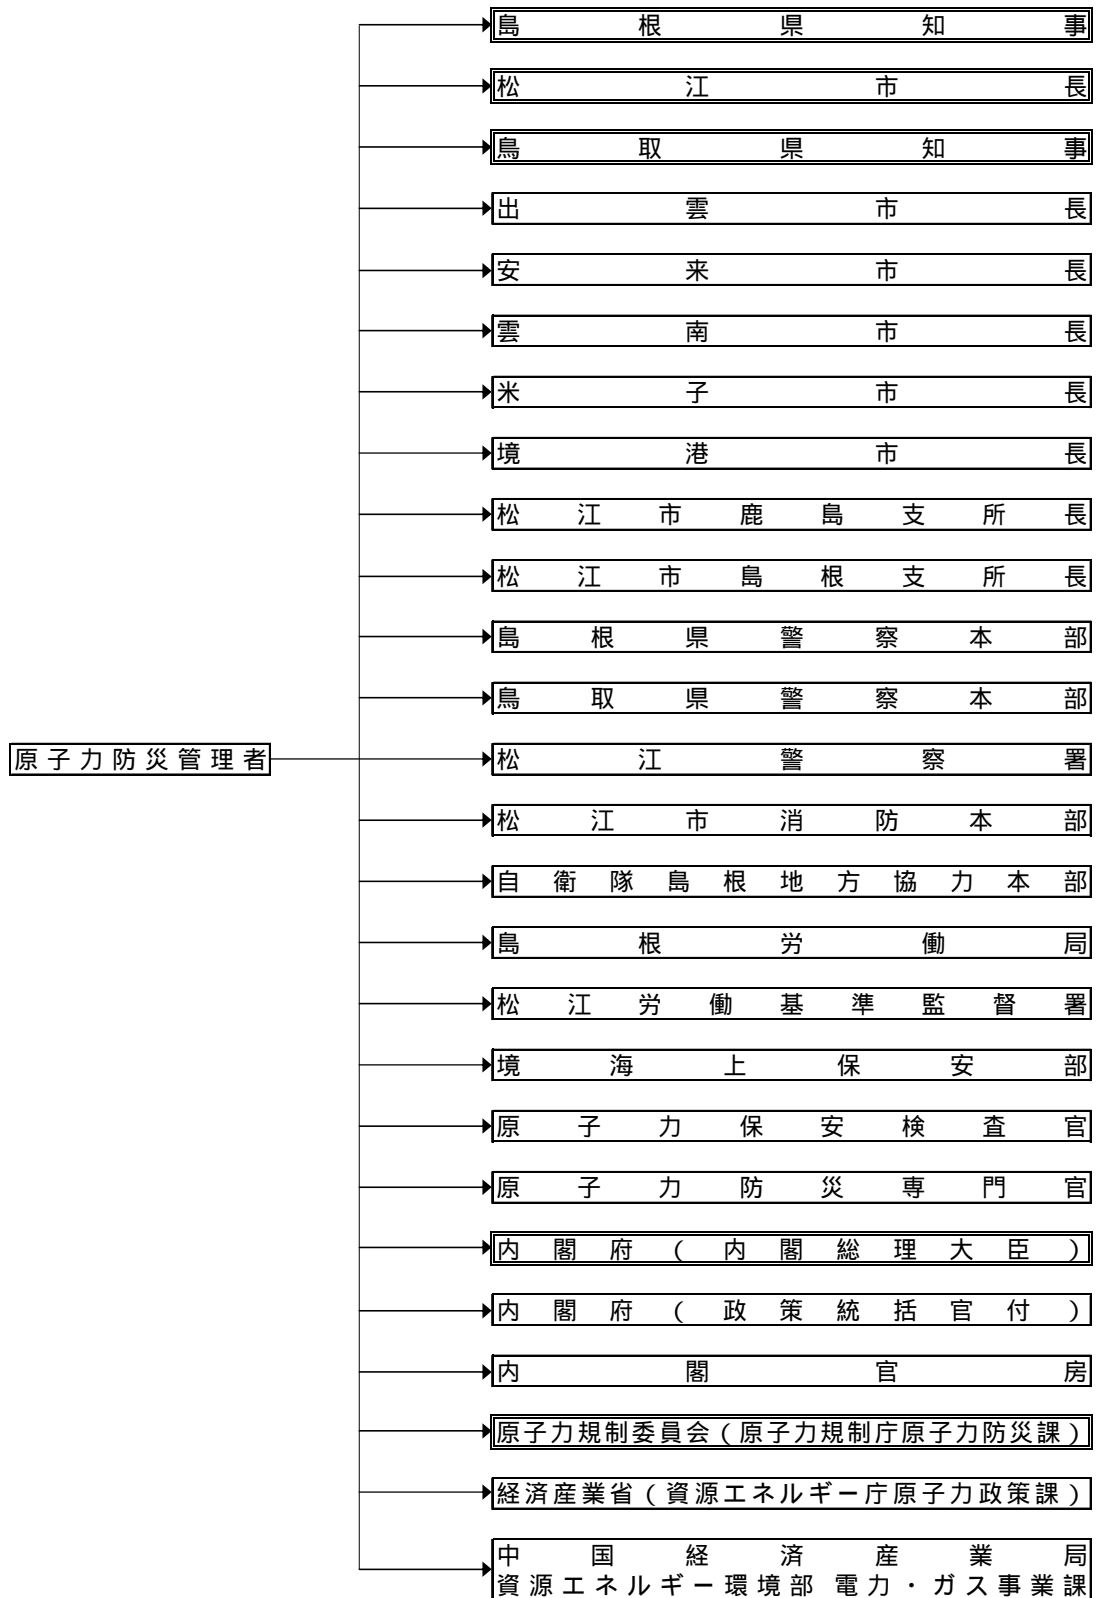 島根県知事
松江市長
鳥取県知事
出雲市長
安来市長
雲南市長
米子市長
境港市長
松江市鹿島支所長
松江市島根支所長
島根県警察本部
鳥取県警察本部
原子力防災管理者
松江警察署
松江市消防本部
自衛隊島根地方協力本部
島根労働局
松江労働基準監督署
境海上保安部
原子力保安検査官
原子力防災専門官
内閣府(内閣総理大臣)
内閣府(政策統括官付)
内閣官房
原子力規制委員会(原子力規制庁原子力防災課)
経済産業省(資源エネルギー庁原子力政策課)
中国経済産業局
資源エネルギー環境部 電力・ガス事業課